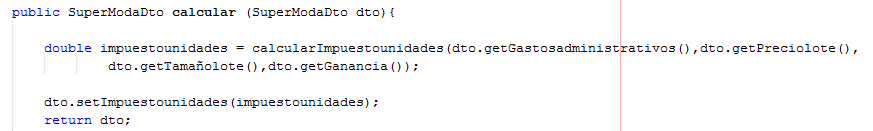 public SuperModaDto calcular (SuperModaDto dto){
double impuestounidades = calcularImpuestounidades(dto.getGastosadministrativos(),dto.getPreciolote(),
dto.getTamañolote(),dto.getGanancia());
dto.setImpuestounidades(impuestounidades);
return dto;